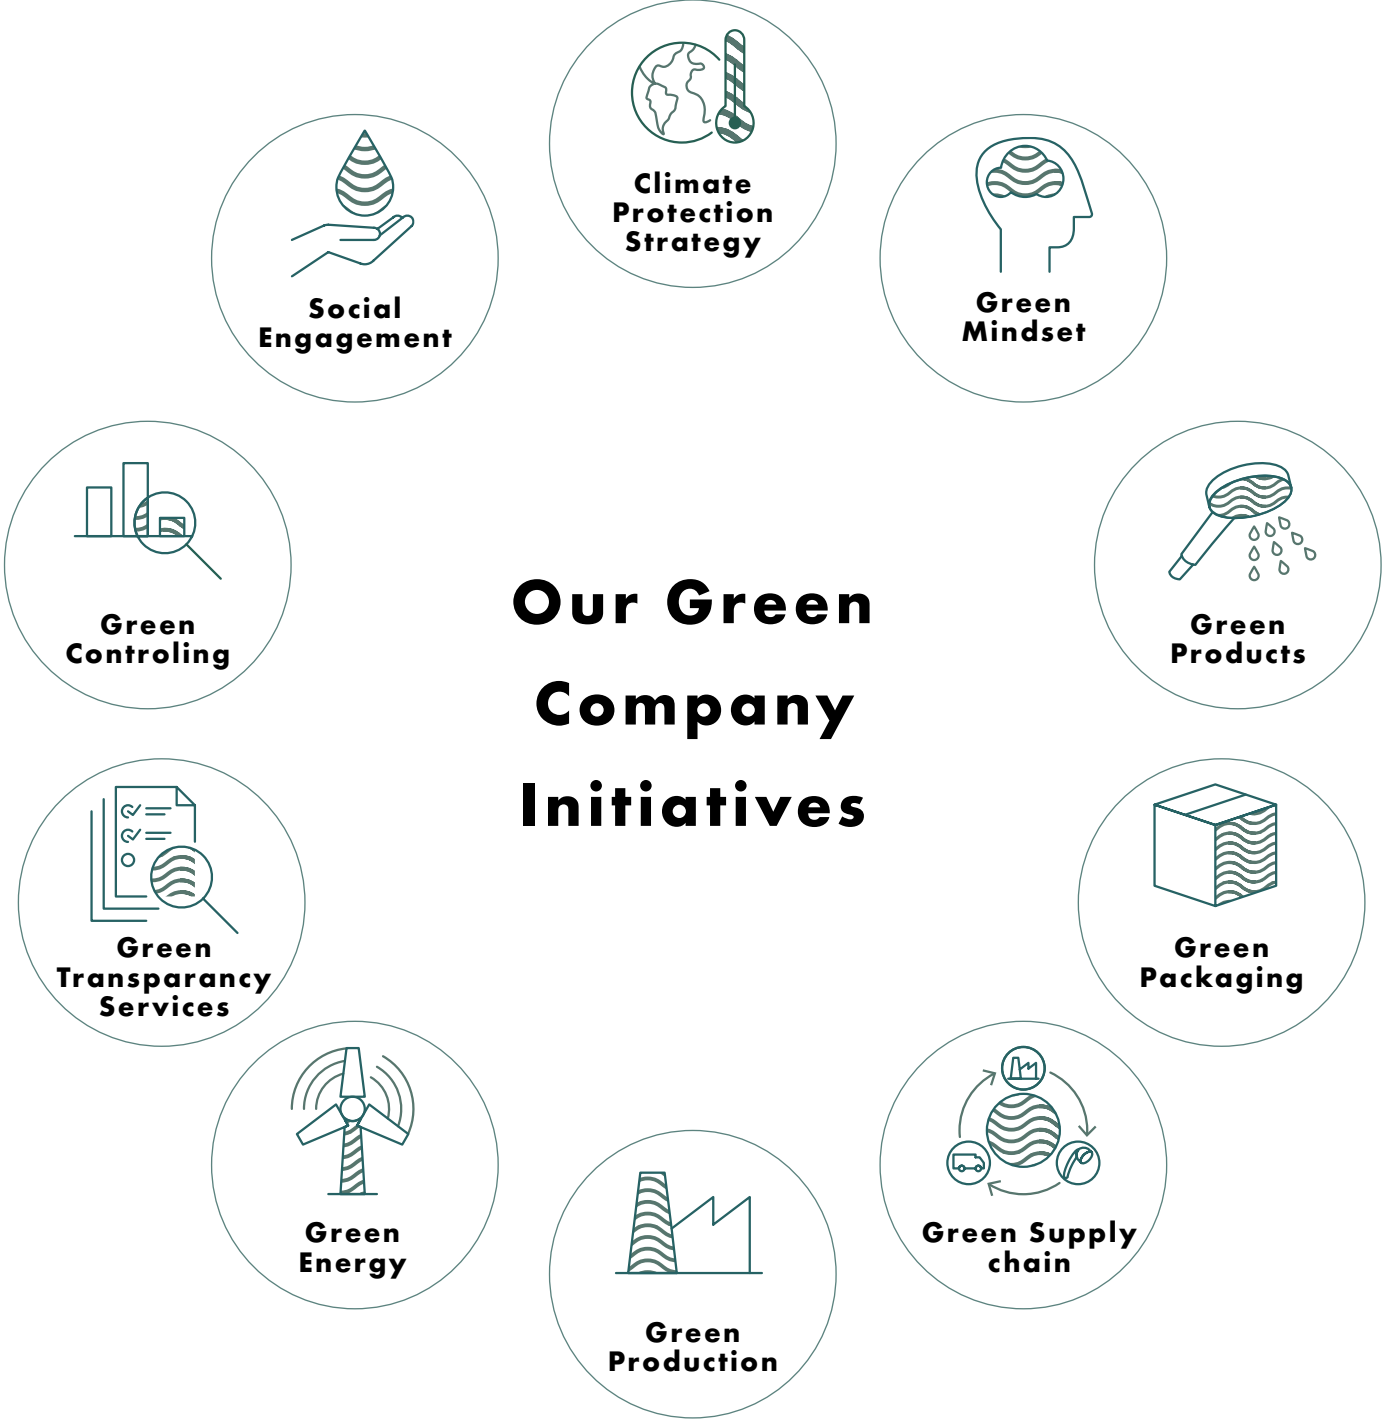 Climate
Protection
Strategy
Green
Mindset
Green
Products
Green
Packaging
Green Supply
chain
Green
Production
Green
Energy
Green
Transparancy
Services
Green
Controling
Social
Engagement
Our Green
Company
Initiatives